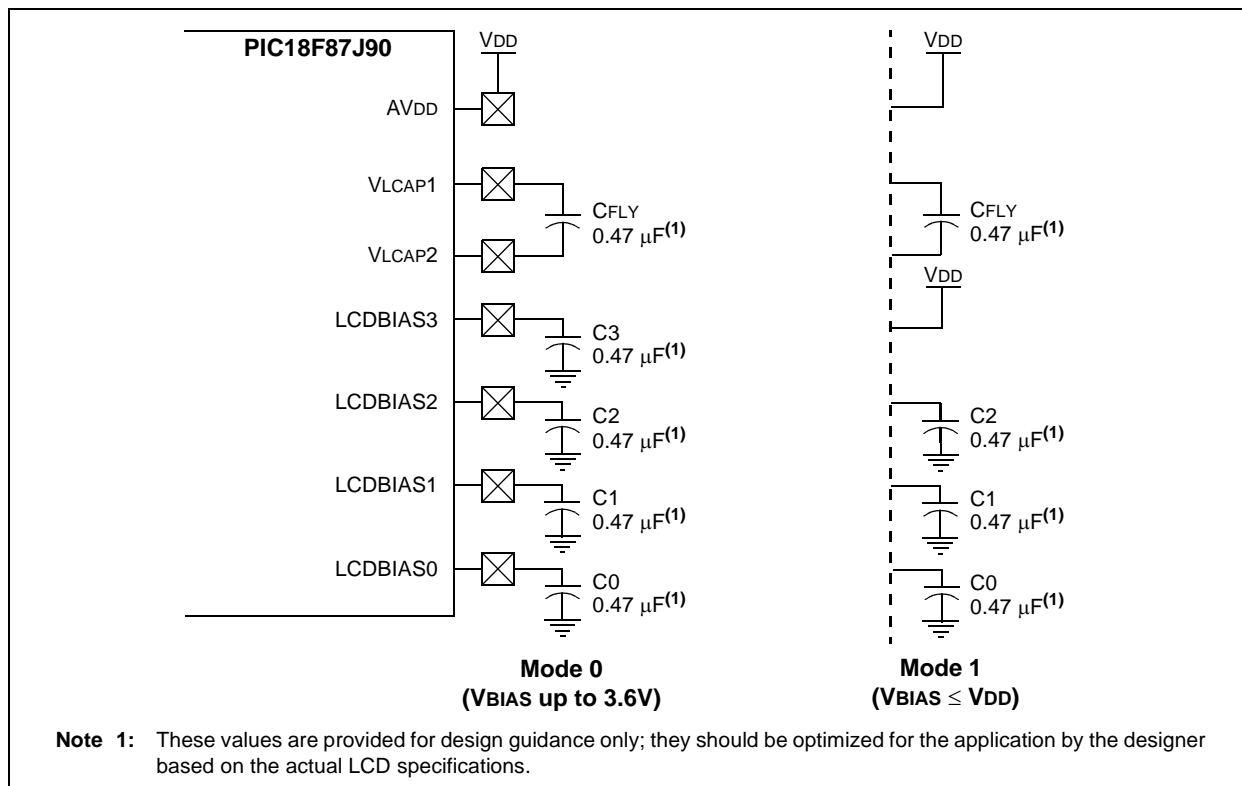 PIC18F87J90
VDD
VDD
AVDD
VLCAP1
CFLY
0.47 μF(1)
CFLY
0.47 μF(1)
VLCAP2
VDD
LCDBIAS3
C3
0.47 μF(1)
LCDBIAS2
C2
0.47 μF(1)
C2
0.47 μF(1)
LCDBIAS1
C1
0.47 μF(1)
C1
0.47 μF(1)
LCDBIAS0
C0
0.47 μF(1)
C0
0.47 μF(1)
Mode 0
(VBIAS up to 3.6V)
Mode 1
(VBIAS ≤ VDD)
Note 1: These values are provided for design guidance only; they should be optimized for the application by the designer
based on the actual LCD specifications.